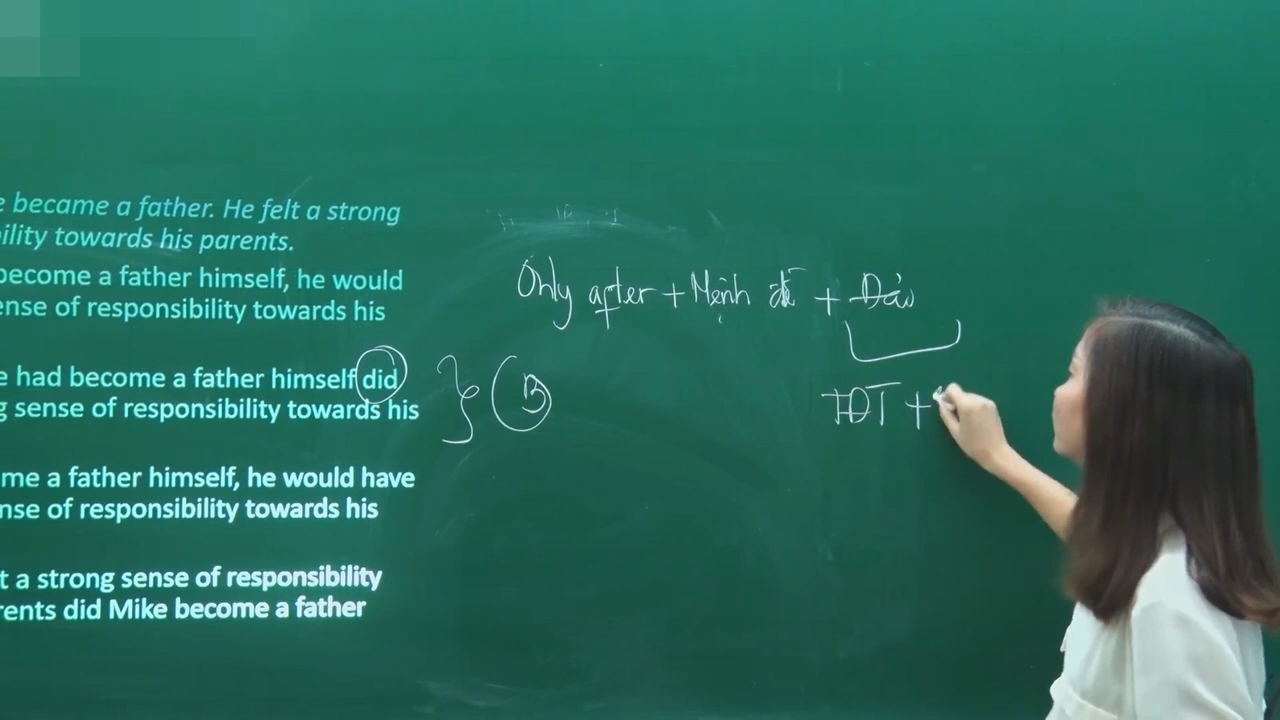 e became a father. He felt a strong
ility towards his parents.
become a father himself, he would
ense of responsibility towards his
e had become a father himself did
g sense of responsibility towards his
me a father himself, he would have
nse of responsibility towards his
t a strong sense of responsibility
rents did Mike become a father
Only after + Mệnh đề + Đảo
B
TĐT +